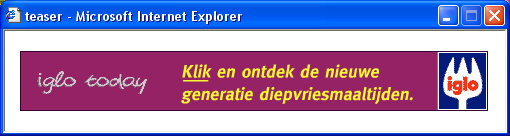 teaser - Microsoft Internet Explorer
iglo today
Klik en ontdek de nieuwe
generatie diepvriesmaaltijden.
iglo